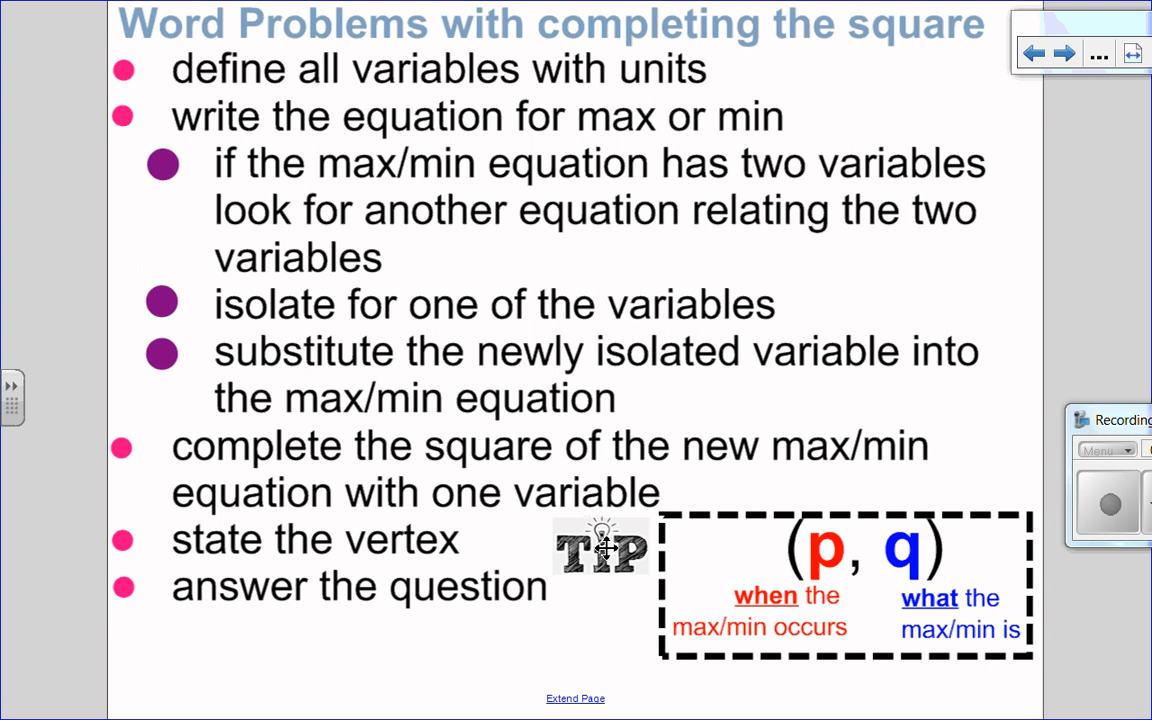 Word Problems with completing the square
define all variables with units
write the equation for max or min
if the max/min equation has two variables
look for another equation relating the two
variables
isolate for one of the variables
substitute the newly isolated variable into
the max/min equation
complete the square of the new max/min
equation with one variable
state the vertex
answer the question
TIP
(p, q)
when the
max/min occurs
what the
max/min is
Extend Page
...
Recording
Menu